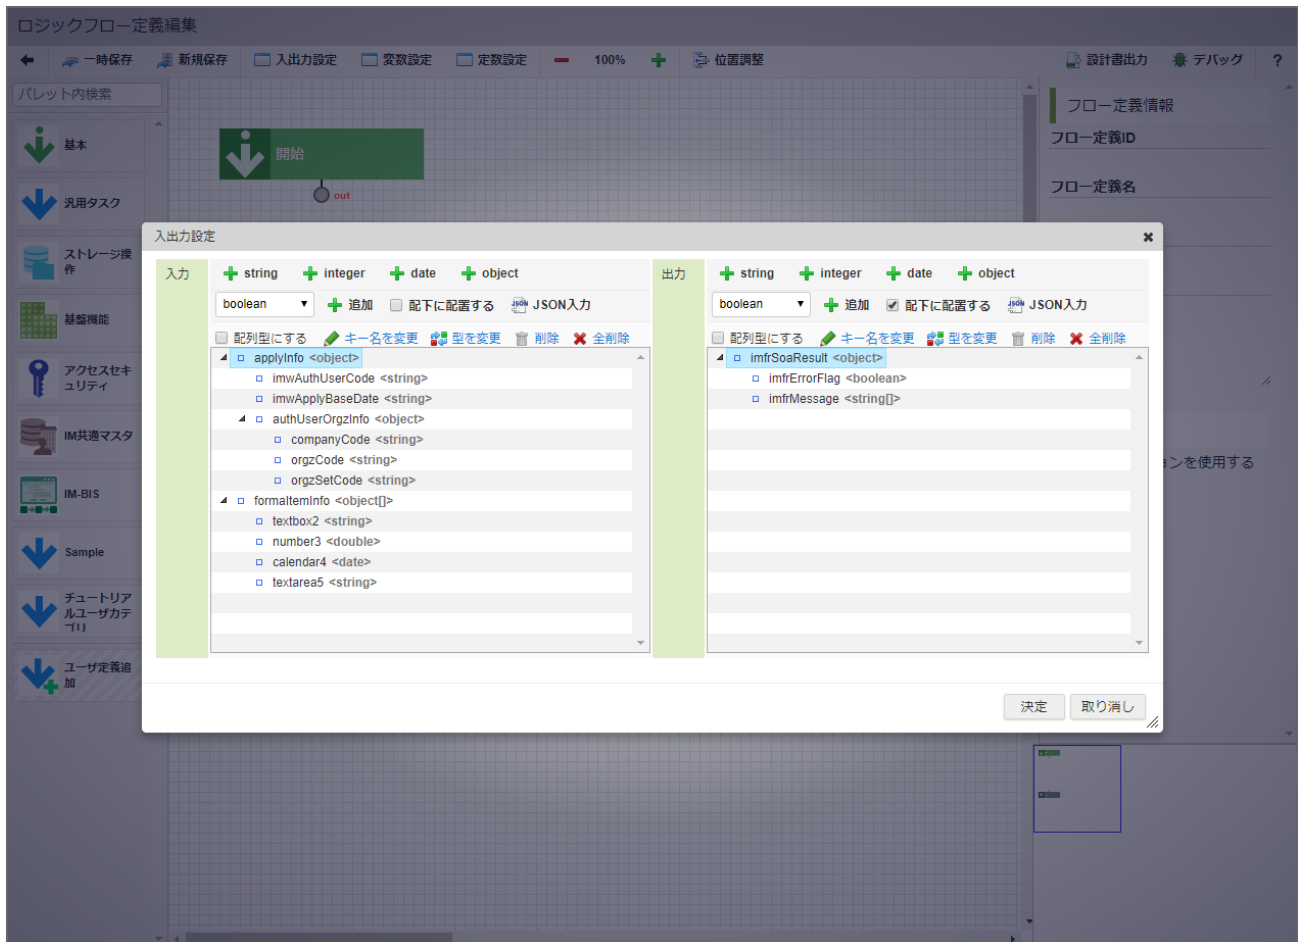 ロジックフロー定義編集
一時保存 新規保存 入出力設定 変数設定 定数設定 100% 位置調整 設計書出力 デバッグ ?
パレット内検索
基本
汎用タスク
ストレージ操
作
基盤機能
アクセスセキ
ュリティ
IM共通マスタ
IM-BIS
Sample
チュートリア
ルユーザカテ
ゴリ
ユーザ定義追
加
開始
out
フロー定義情報
フロー定義ID
フロー定義名
ョンを使用する
入出力設定
入力
string integer date object
boolean 追加 配下に配置する JSON入力
配列型にする キー名を変更 型を変更 削除 全削除
applyInfo <object>
imwAuthUserCode <string>
imwApplyBaseDate <string>
authUserOrgzInfo <object>
companyCode <string>
orgzCode <string>
orgzSetCode <string>
formaItemInfo <object[]>
textbox2 <string>
number3 <double>
calendar4 <date>
textarea5 <string>
出力
string integer date object
boolean 追加 配下に配置する JSON入力
配列型にする キー名を変更 型を変更 削除 全削除
imfrSoaResult <object>
imfrErrorFlag <boolean>
imfrMessage <string[]>
決定 取り消し